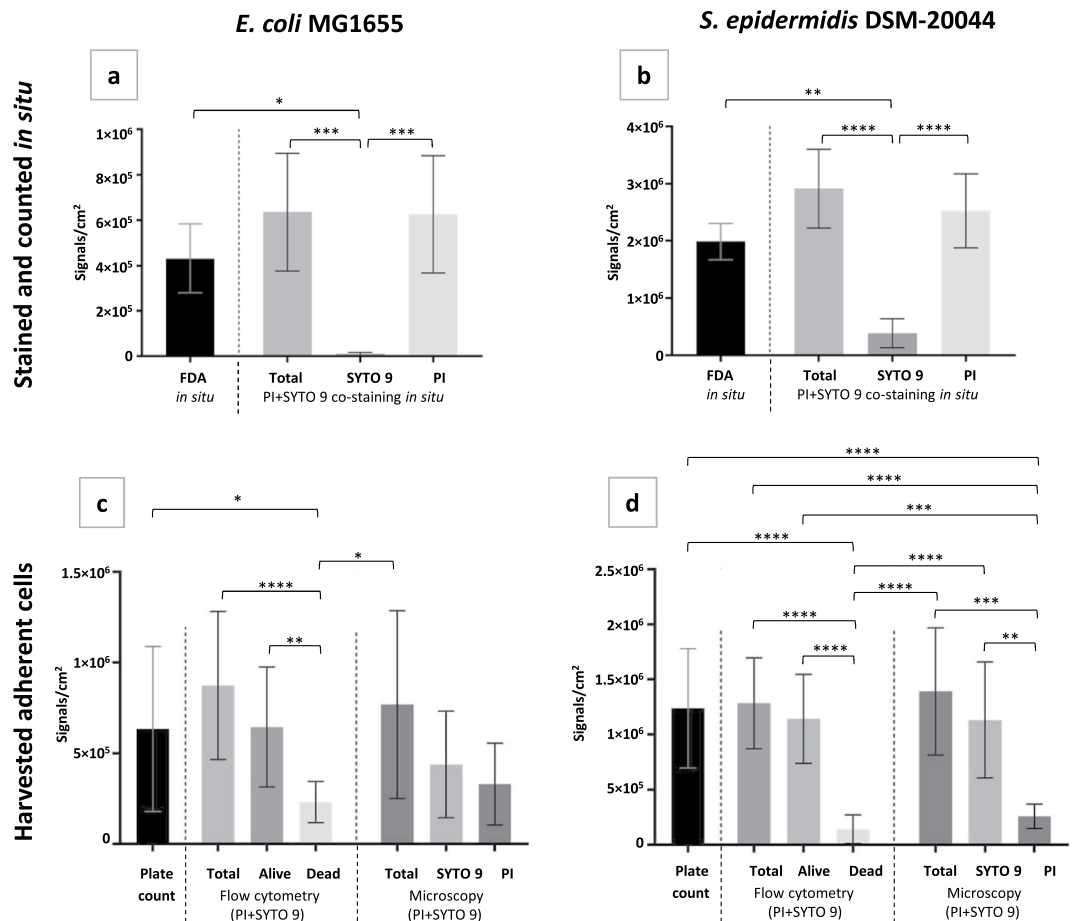 E. coli MG1655
S. epidermidis DSM-20044
Stained and counted in situ
a
*
***
***
Signals/cm²
1×10⁶
8×10⁵
6×10⁵
4×10⁵
2×10⁵
0
FDA
in situ
Total
SYTO 9
PI
PI+SYTO 9 co-staining in situ
b
**
****
****
Signals/cm²
4×10⁶
3×10⁶
2×10⁶
1×10⁶
0
FDA
in situ
Total
SYTO 9
PI
PI+SYTO 9 co-staining in situ
Harvested adherent cells
c
*
*
****
**
Signals/cm²
1.5×10⁶
1×10⁶
5×10⁵
0
Plate
count
Total
Alive
Dead
Flow cytometry
(PI+SYTO 9)
Total
SYTO 9
PI
Microscopy
(PI+SYTO 9)
d
****
****
***
****
****
****
***
****
**
****
Signals/cm²
2.5×10⁶
2×10⁶
1.5×10⁶
1×10⁶
5×10⁵
0
Plate
count
Total
Alive
Dead
Flow cytometry
(PI+SYTO 9)
Total
SYTO 9
PI
Microscopy
(PI+SYTO 9)